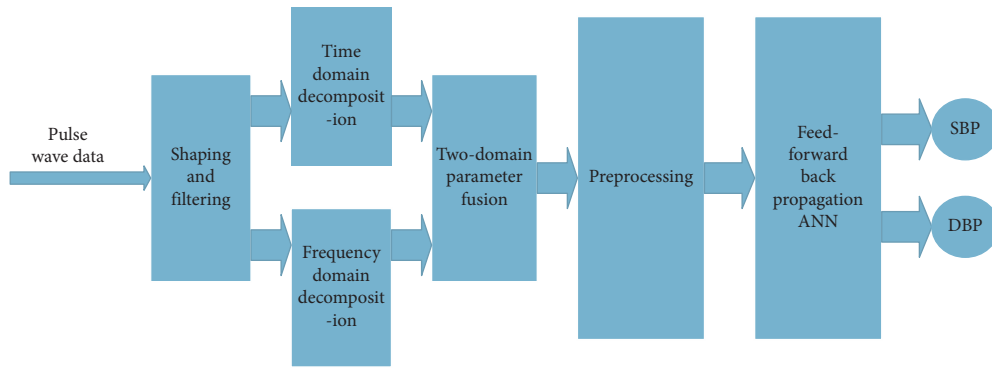 Pulse
wave data
Shaping
and
filtering
Time
domain
decomposit
-ion
Frequency
domain
decomposit
-ion
Two-domain
parameter
fusion
Preprocessing
Feed-
forward
back
propagation
ANN
SBP
DBP